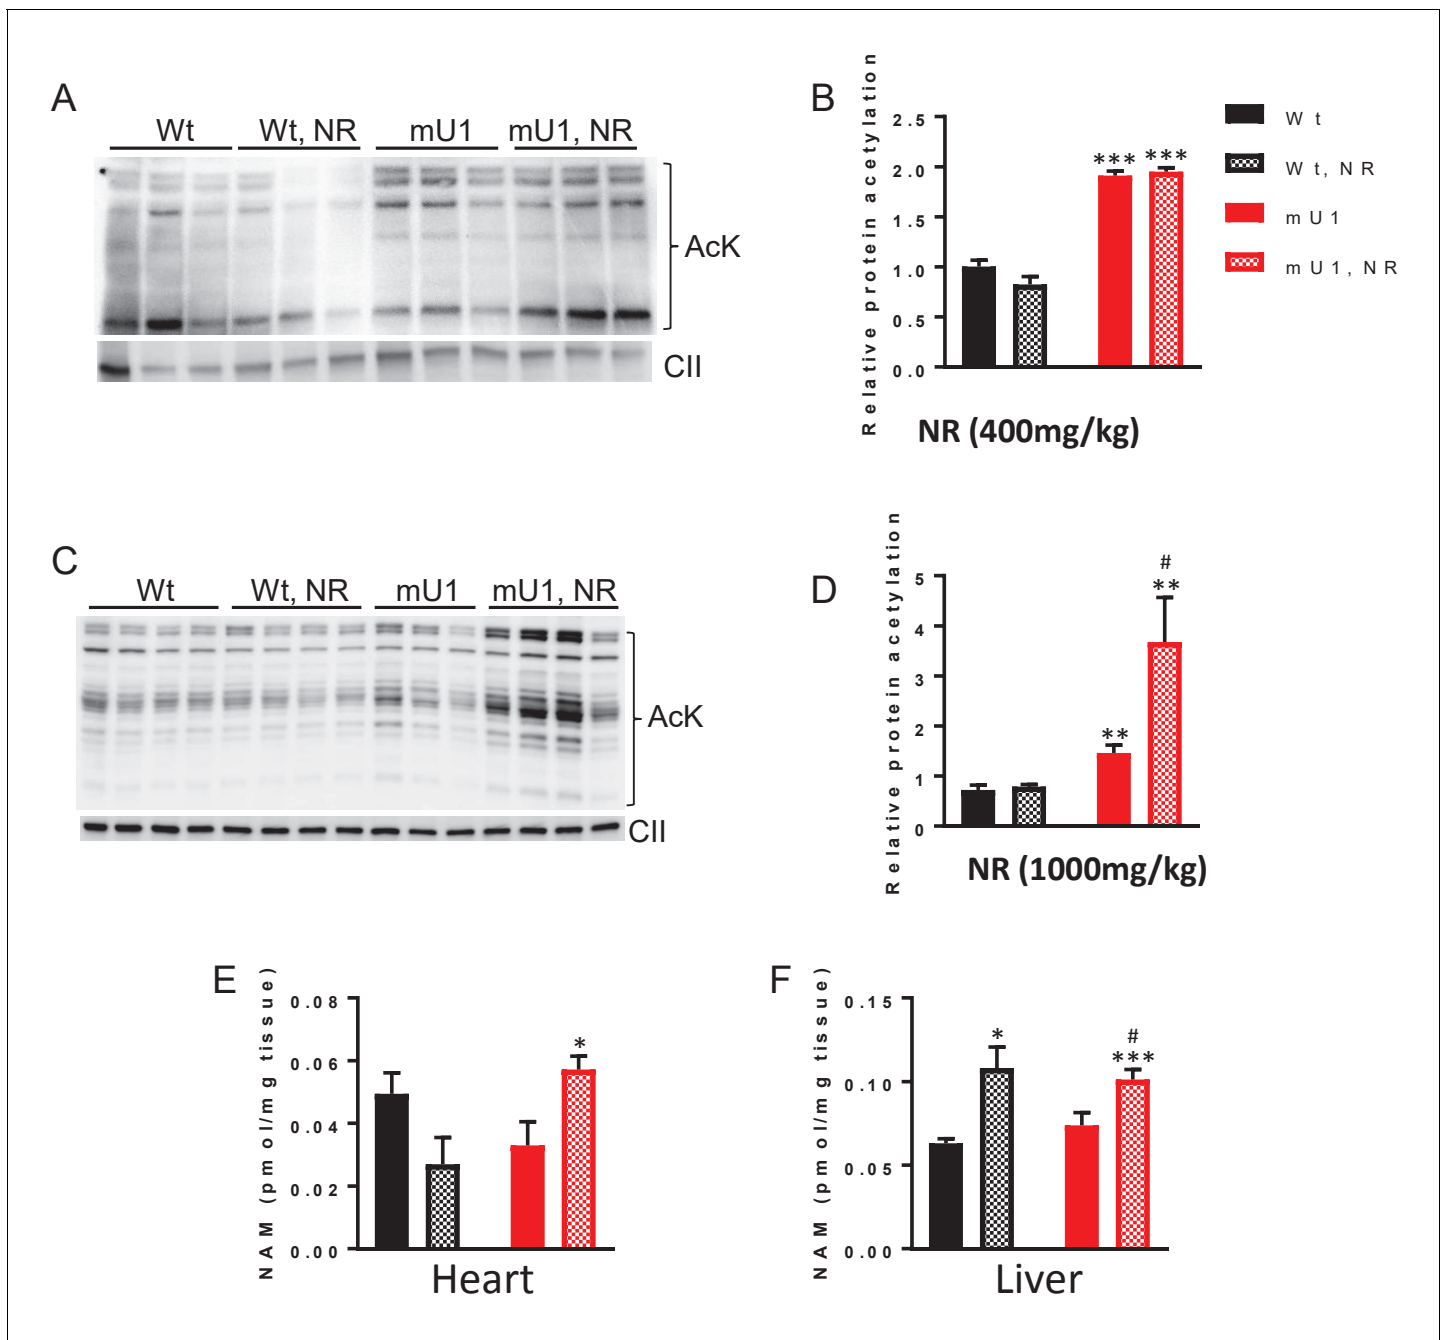 A
Wt
Wt, NR
mU1
mU1, NR
AcK
CII
B
Relative protein acetylation
2.5
2.0
1.5
1.0
0.5
0.0
***
***
NR (400mg/kg)
Wt
Wt, NR
mU1
mU1, NR
C
Wt
Wt, NR
mU1
mU1, NR
AcK
CII
D
Relative protein acetylation
5
4
3
2
1
0
**
#
**
NR (1000mg/kg)
E
NAM (pmol/mg tissue)
0.08
0.06
0.04
0.02
0.00
*
Heart
F
NAM (pmol/mg tissue)
0.15
0.10
0.05
0.00
*
#
***
Liver